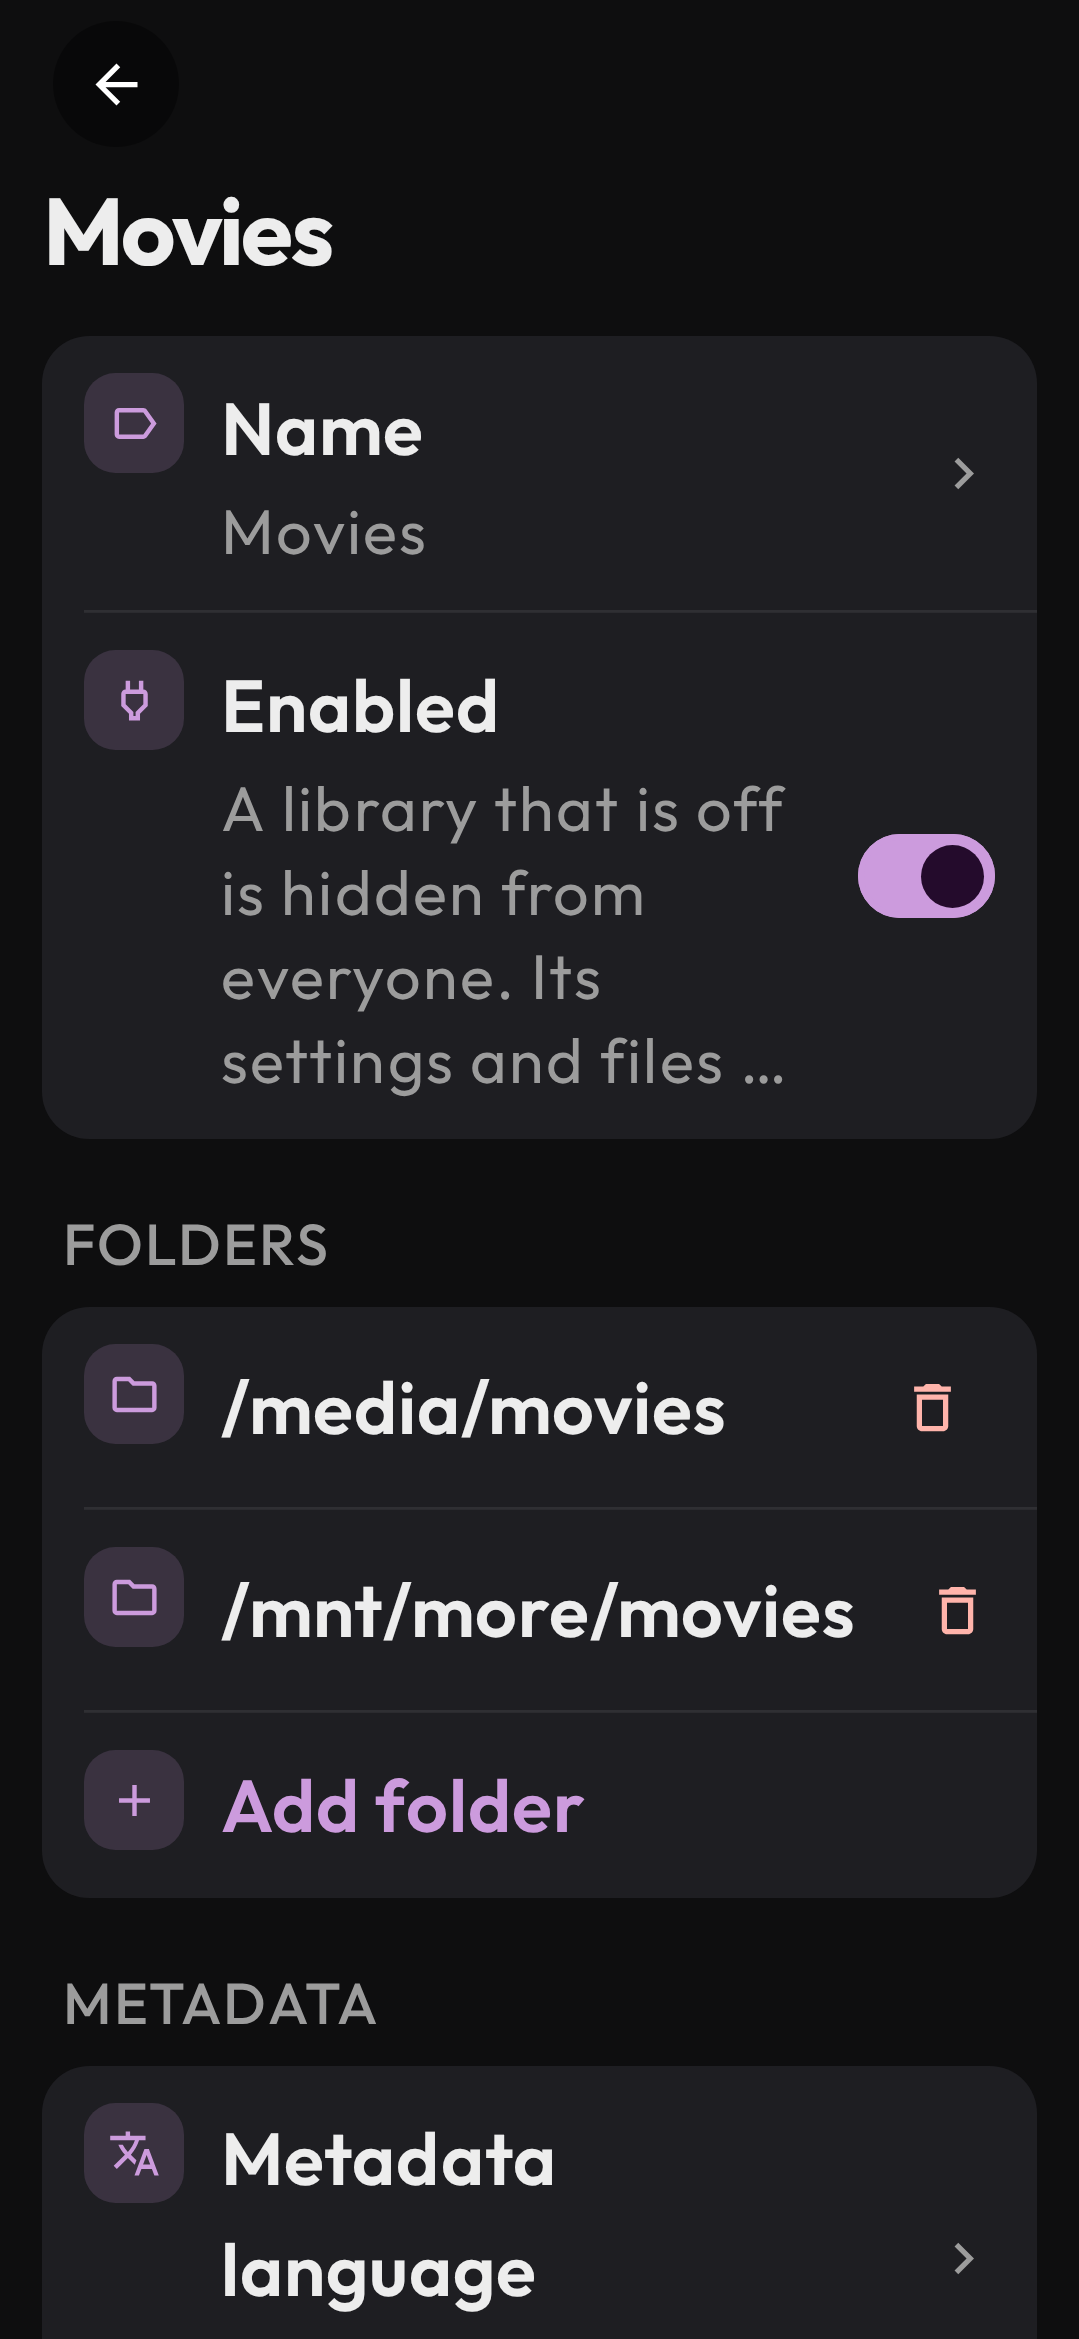 Movies
Name
Movies
Enabled
A library that is off
is hidden from
everyone. Its
settings and files ...
FOLDERS
/media/movies
/mnt/more/movies
Add folder
METADATA
Metadata
language